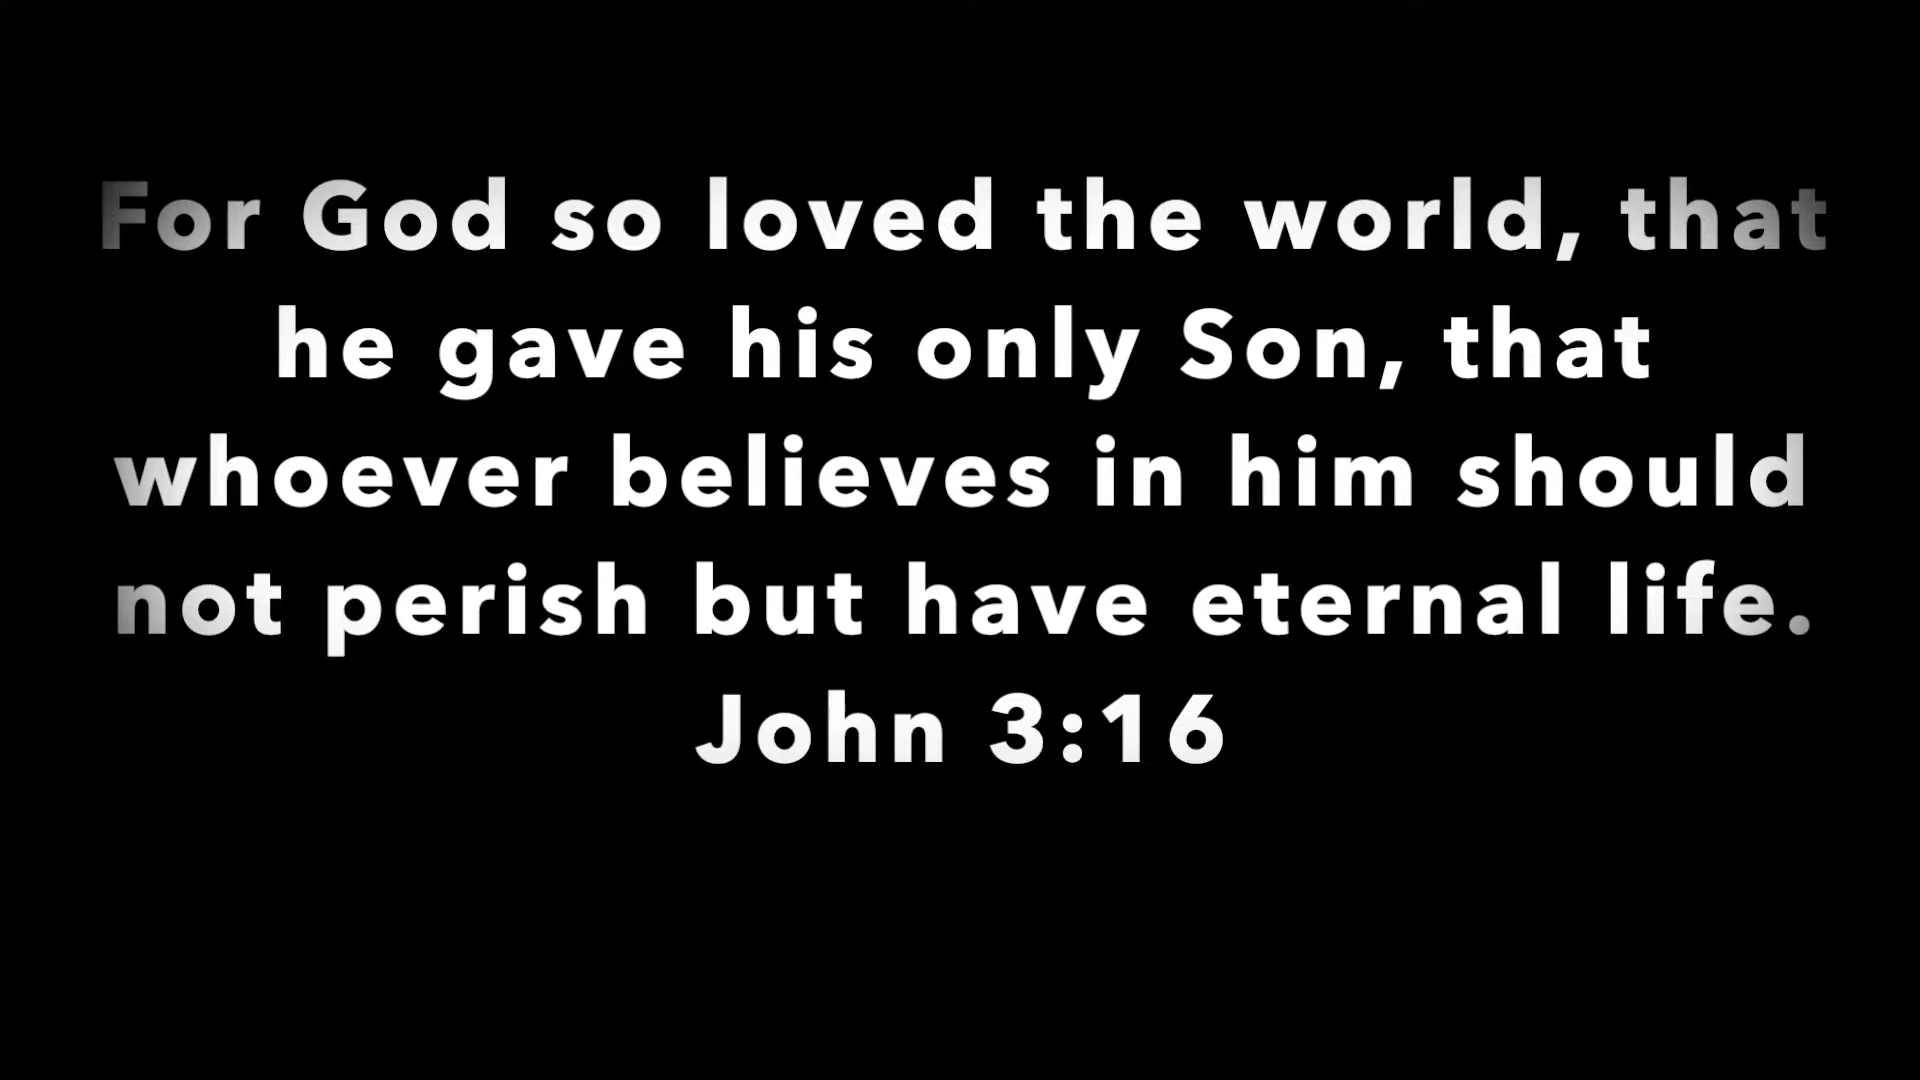 For God so loved the world, that
he gave his only Son, that
whoever believes in him should
not perish but have eternal life.
John 3:16